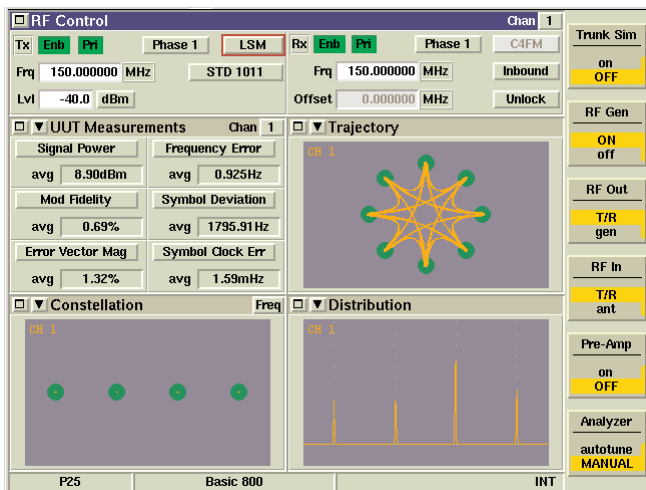 RF Control Chan 1
Tx Enb Pri Phase 1 LSM Rx Enb Pri Phase 1 C4FM
Frq 150.000000 MHz STD 1011 Frq 150.000000 MHz Inbound
Lvl -40.0 dBm Offset 0.000000 MHz Unlock
UUT Measurements Chan 1
Signal Power Frequency Error
avg 8.90dBm avg 0.925Hz
Mod Fidelity Symbol Deviation
avg 0.69% avg 1795.91Hz
Error Vector Mag Symbol Clock Err
avg 1.32% avg 1.59mHz
Trajectory
CH 1
Constellation Freq
CH 1
Distribution
CH 1
Trunk Sim
on
OFF
RF Gen
ON
off
RF Out
T/R
gen
RF In
T/R
ant
Pre-Amp
on
OFF
Analyzer
autotune
MANUAL
P25 Basic 800 INT